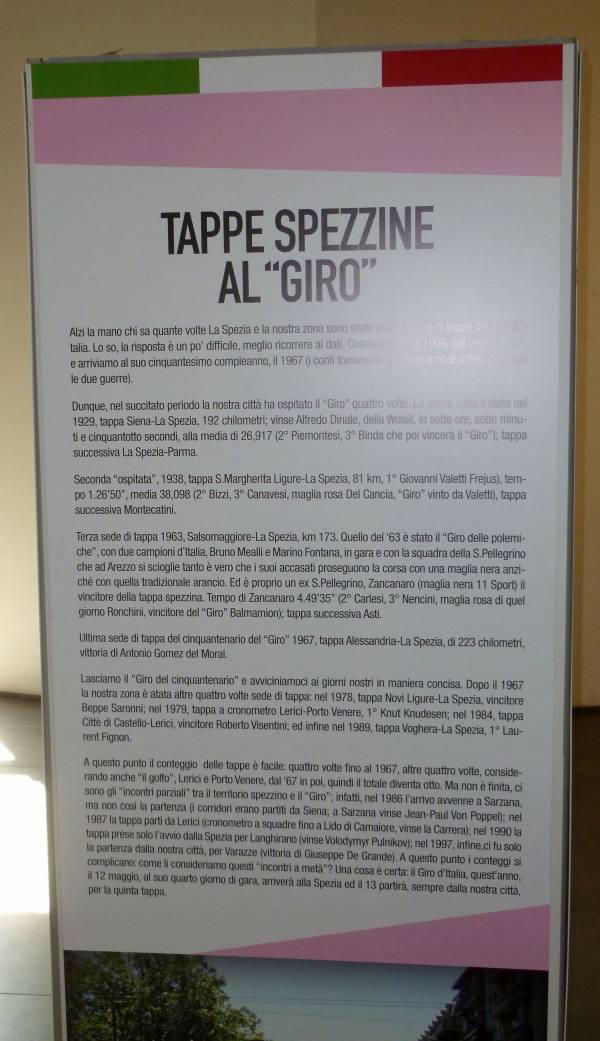 TAPPE SPEZZINE
AL “GIRO”
Alzi la mano chi sa quante volte La Spezia e la nostra zona sono state
talia. Lo so, la risposta è un po’ difficile, meglio ricorrere ai dati. 1909, dal
e arriviamo al suo cinquantesimo compleanno, il 1967 (i conti tornano le
le due guerre).
Dunque, nel succitato periodo la nostra città ha ospitato il “Giro” quattro volte. La prima volta è stata nel
1929, tappa Siena-La Spezia, 192 chilometri; vinse Alfredo Dinale, della Wolsit, in sette ore, sette minu-
ti e cinquantotto secondi, alla media di 26,917 (2° Piemontesi, 3° Binda che poi vincerà il “Giro”); tappa
successiva La Spezia-Parma.
Seconda “ospitata”, 1938, tappa S.Margherita Ligure-La Spezia, 81 km, 1° Giovanni Valetti Frejus), tem-
po 1.26’50”, media 38,098 (2° Bizzi, 3° Canavesi, maglia rosa Del Cancia, “Giro” vinto da Valetti), tappa
successiva Montecatini.
Terza sede di tappa 1963, Salsomaggiore-La Spezia, km 173. Quello del ‘63 è stato il “Giro delle polemi-
che”, con due campioni d’Italia, Bruno Mealli e Marino Fontana, in gara e con la squadra della S.Pellegrino
che ad Arezzo si scioglie tanto è vero che i suoi accasati proseguono la corsa con una maglia nera anzi-
ché con quella tradizionale arancio. Ed è proprio un ex S.Pellegrino, Zancanaro (maglia nera 11 Sport) il
vincitore della tappa spezzina. Tempo di Zancanaro 4.49’35” (2° Carlesi, 3° Nencini, maglia rosa di quel
giorno Ronchini, vincitore del “Giro” Balmamion); tappa successiva Asti.
Ultima sede di tappa del cinquantenario del “Giro” 1967, tappa Alessandria-La Spezia, di 223 chilometri,
vittoria di Antonio Gomez del Moral.
Lasciamo il “Giro del cinquantenario” e avviciniamoci ai giorni nostri in maniera concisa. Dopo il 1967
la nostra zona è atata altre quattro volte sede di tappa: nel 1978, tappa Novi Ligure-La Spezia, vincitore
Beppe Saronni; nel 1979, tappa a cronometro Lerici-Porto Venere, 1° Knut Knudesen; nel 1984, tappa
Città di Castello-Lerici, vincitore Roberto Visentini; ed infine nel 1989, tappa Voghera-La Spezia, 1° Lau-
rent Fignon.
A questo punto il conteggio delle tappe è facile: quattro volte fino al 1967, altre quattro volte, conside-
rando anche “il golfo”, Lerici e Porto Venere, dal ‘67 in poi, quindi il totale diventa otto. Ma non è finita, ci
sono gli “incontri parziali” tra il territorio spezzino e il “Giro”; infatti, nel 1986 l’arrivo avvenne a Sarzana,
ma non così la partenza (i corridori erano partiti da Siena; a Sarzana vinse Jean-Paul Von Poppel); nel
1987 la tappa partì da Lerici (cronometro a squadre fino a Lido di Camaiore, vinse la Carrera); nel 1990 la
tappa prese solo l’avvio dalla Spezia per Langhirano (vinse Volodymyr Pulnikov); nel 1997, infine,ci fu solo
la partenza dalla nostra città, per Varazze (vittoria di Giuseppe De Grande). A questo punto i conteggi si
complicano: come li consideriamo questi “incontri a metà”? Una cosa è certa: il Giro d’Italia, quest’anno,
il 12 maggio, al suo quarto giorno di gara, arriverà alla Spezia ed il 13 partirà, sempre dalla nostra città,
per la quinta tappa.